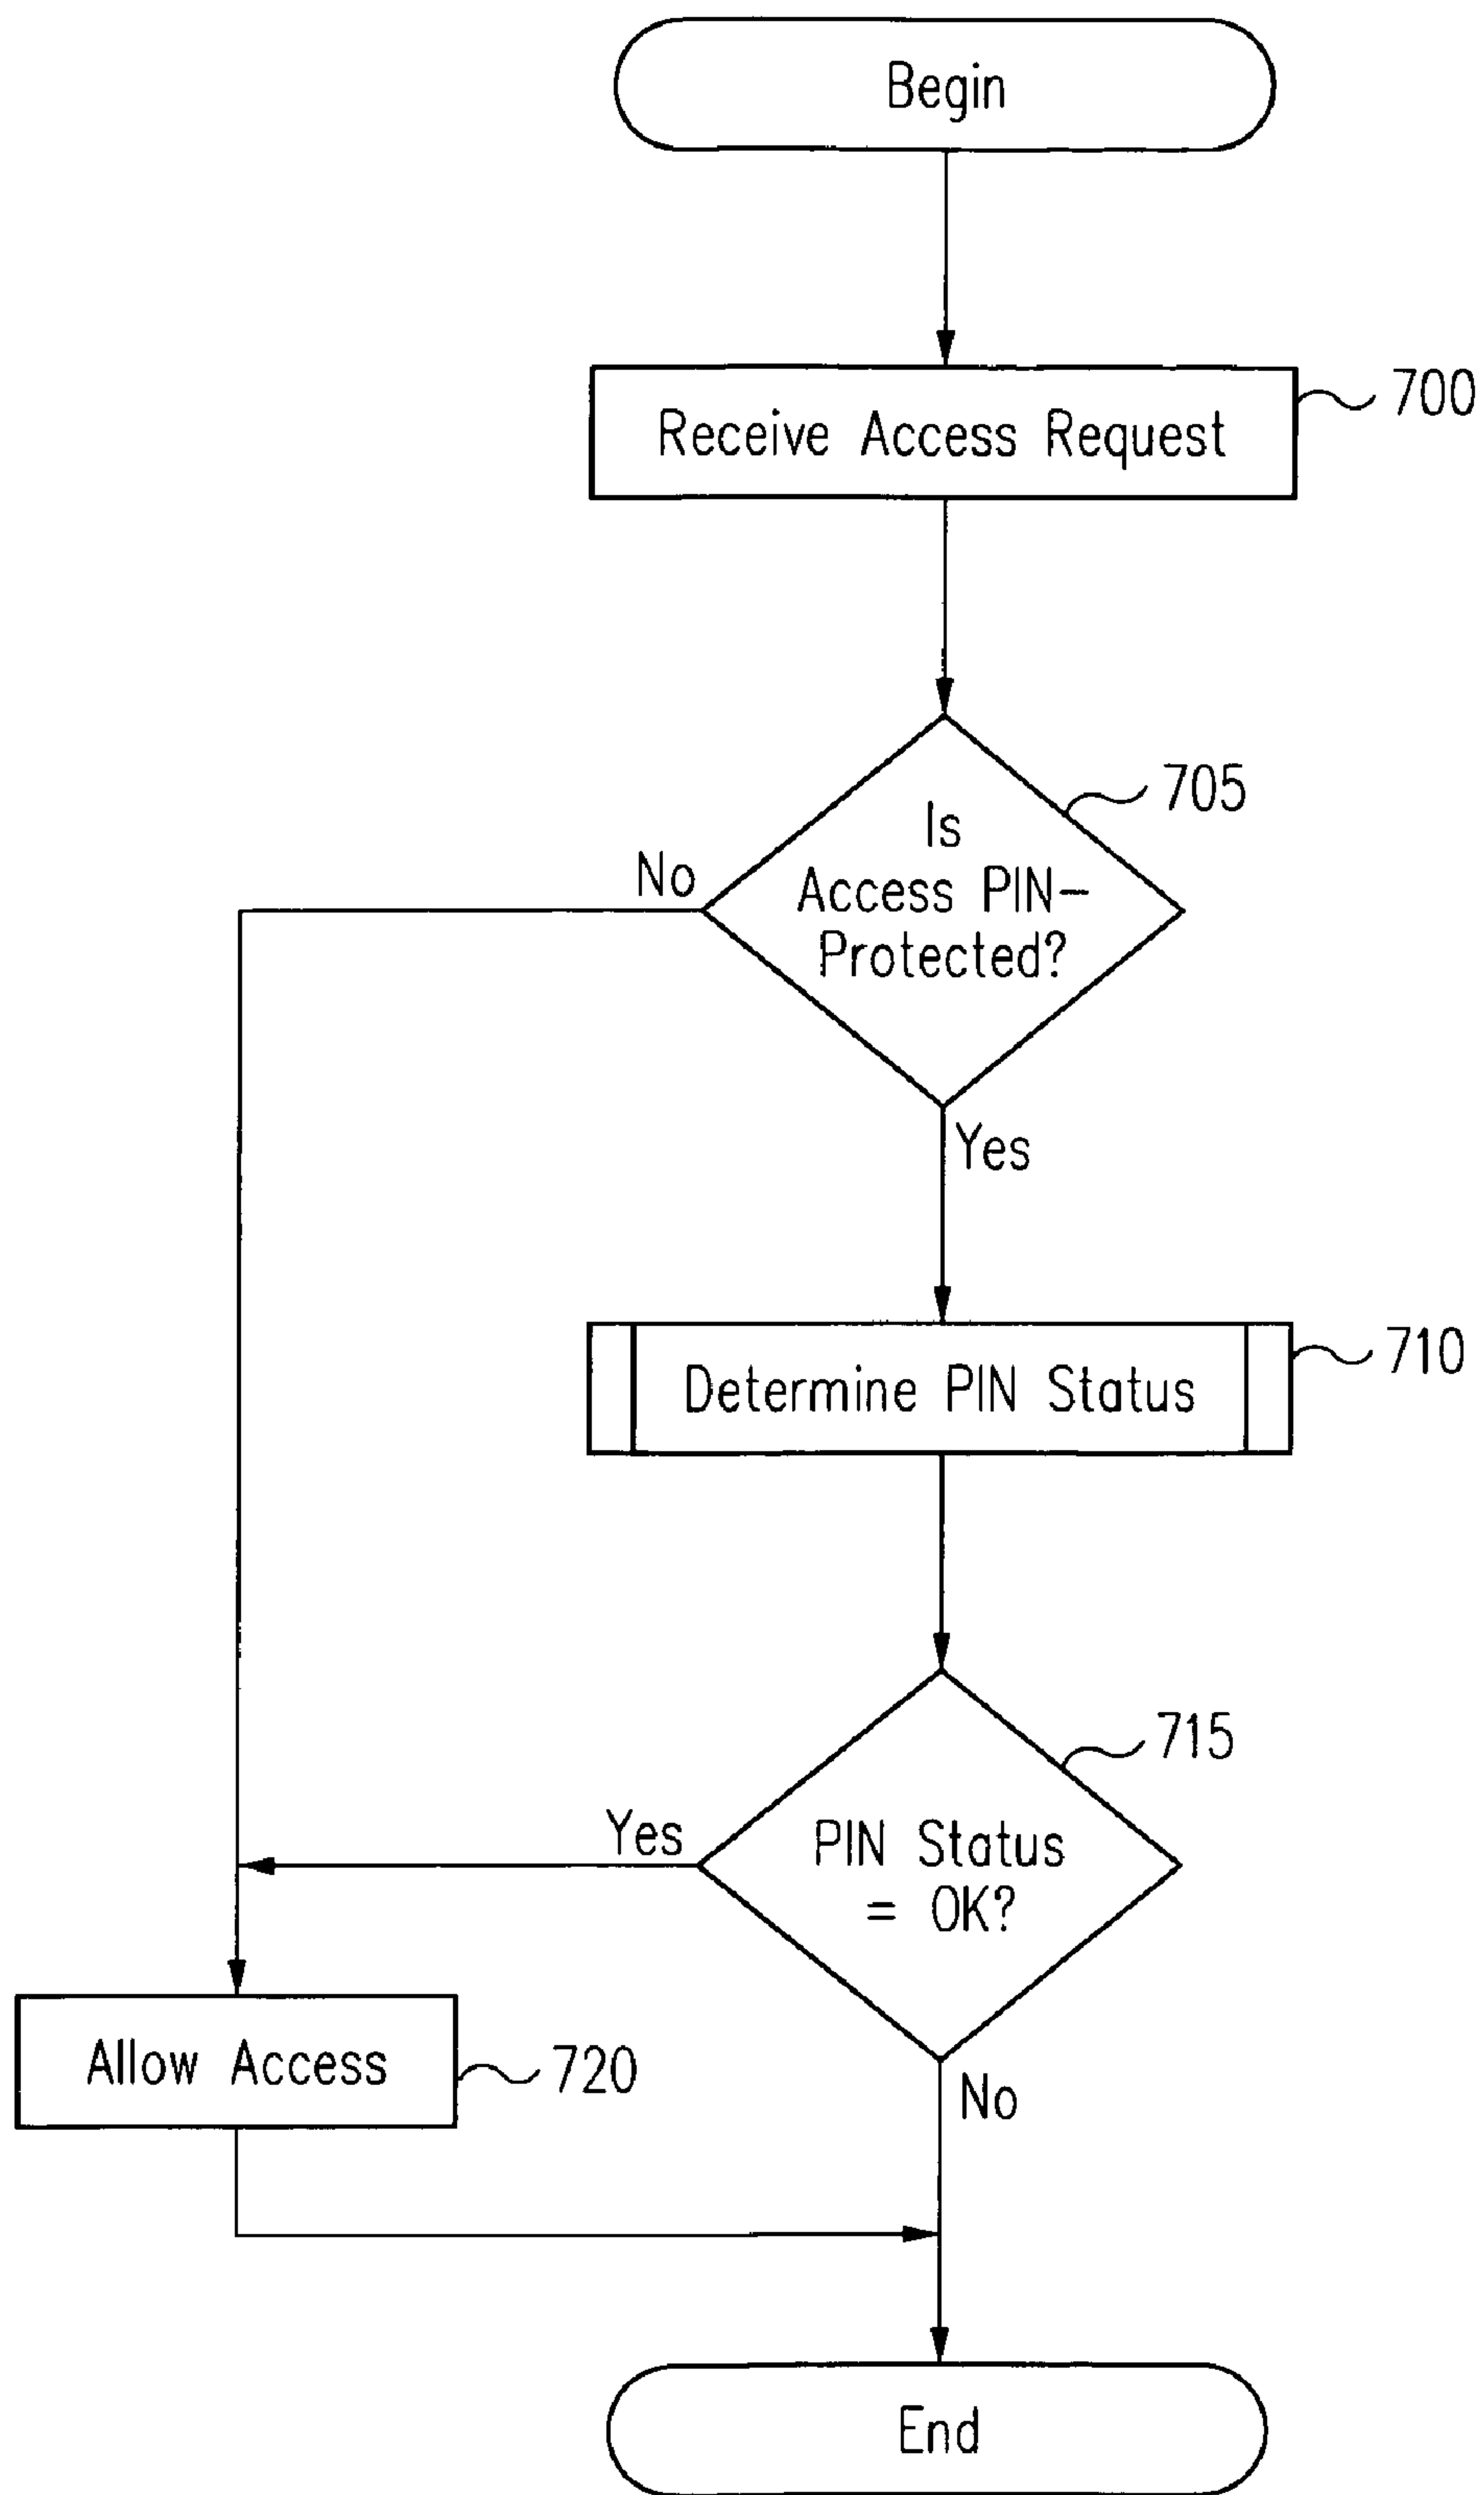 Begin
Receive Access Request
700
705
Is
Access PIN-
Protected?
No
Yes
Determine PIN Status
710
715
PIN Status
= OK?
Yes
Allow Access
720
No
End